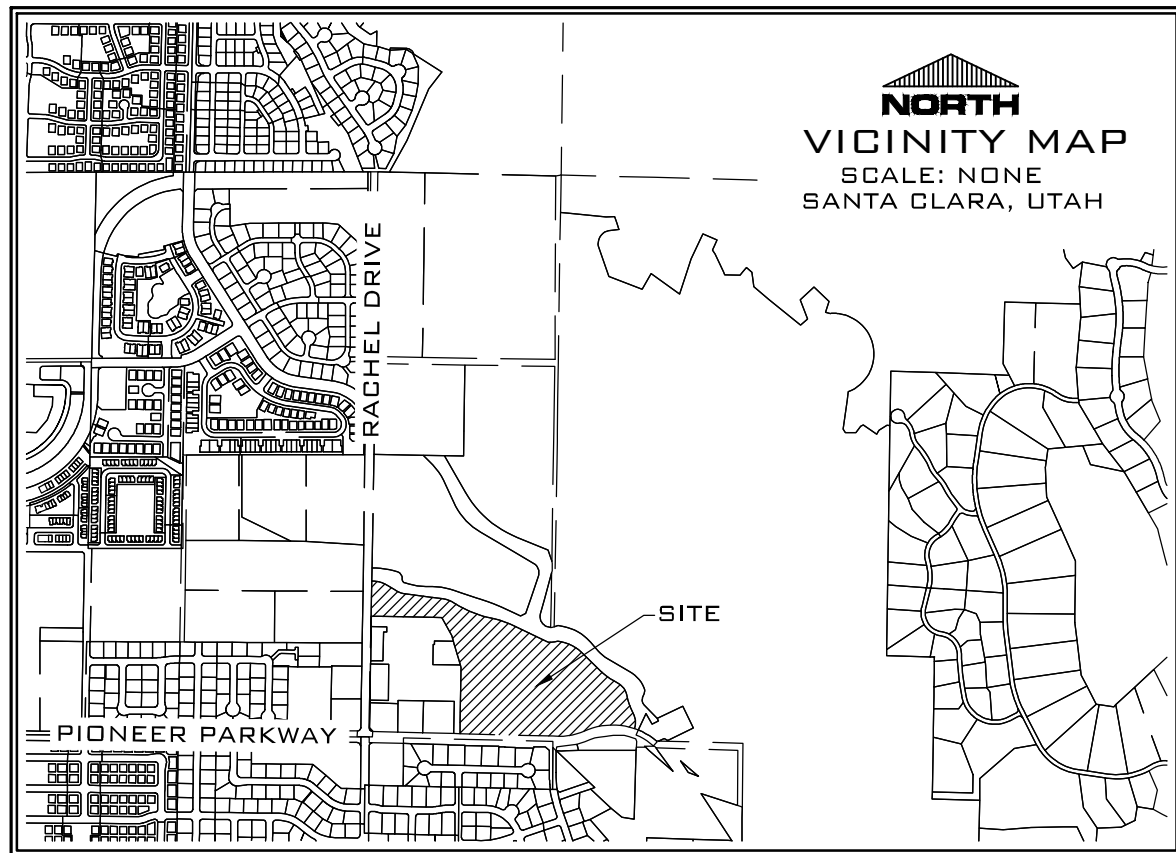 NORTH
VICINITY MAP
SCALE: NONE
SANTA CLARA, UTAH
RACHEL DRIVE
SITE
PIONEER PARKWAY